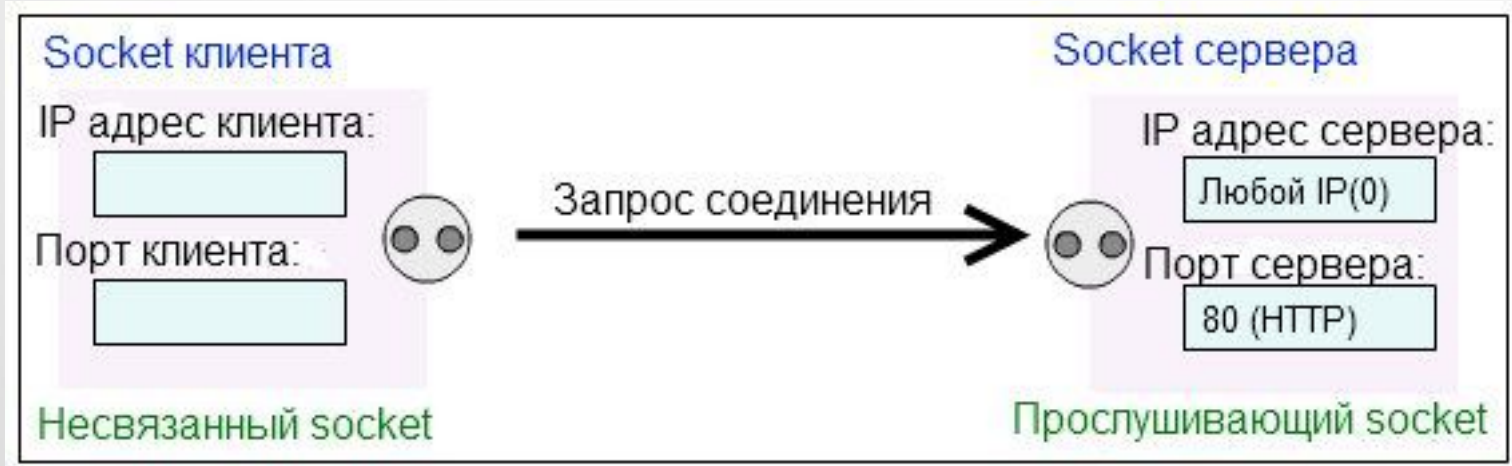 Socket клиента
IP адрес клиента:
Порт клиента:
Несвязанный socket
Запрос соединения
Socket сервера
IP адрес сервера:
Любой IP(0)
Порт сервера:
80 (HTTP)
Прослушивающий socket